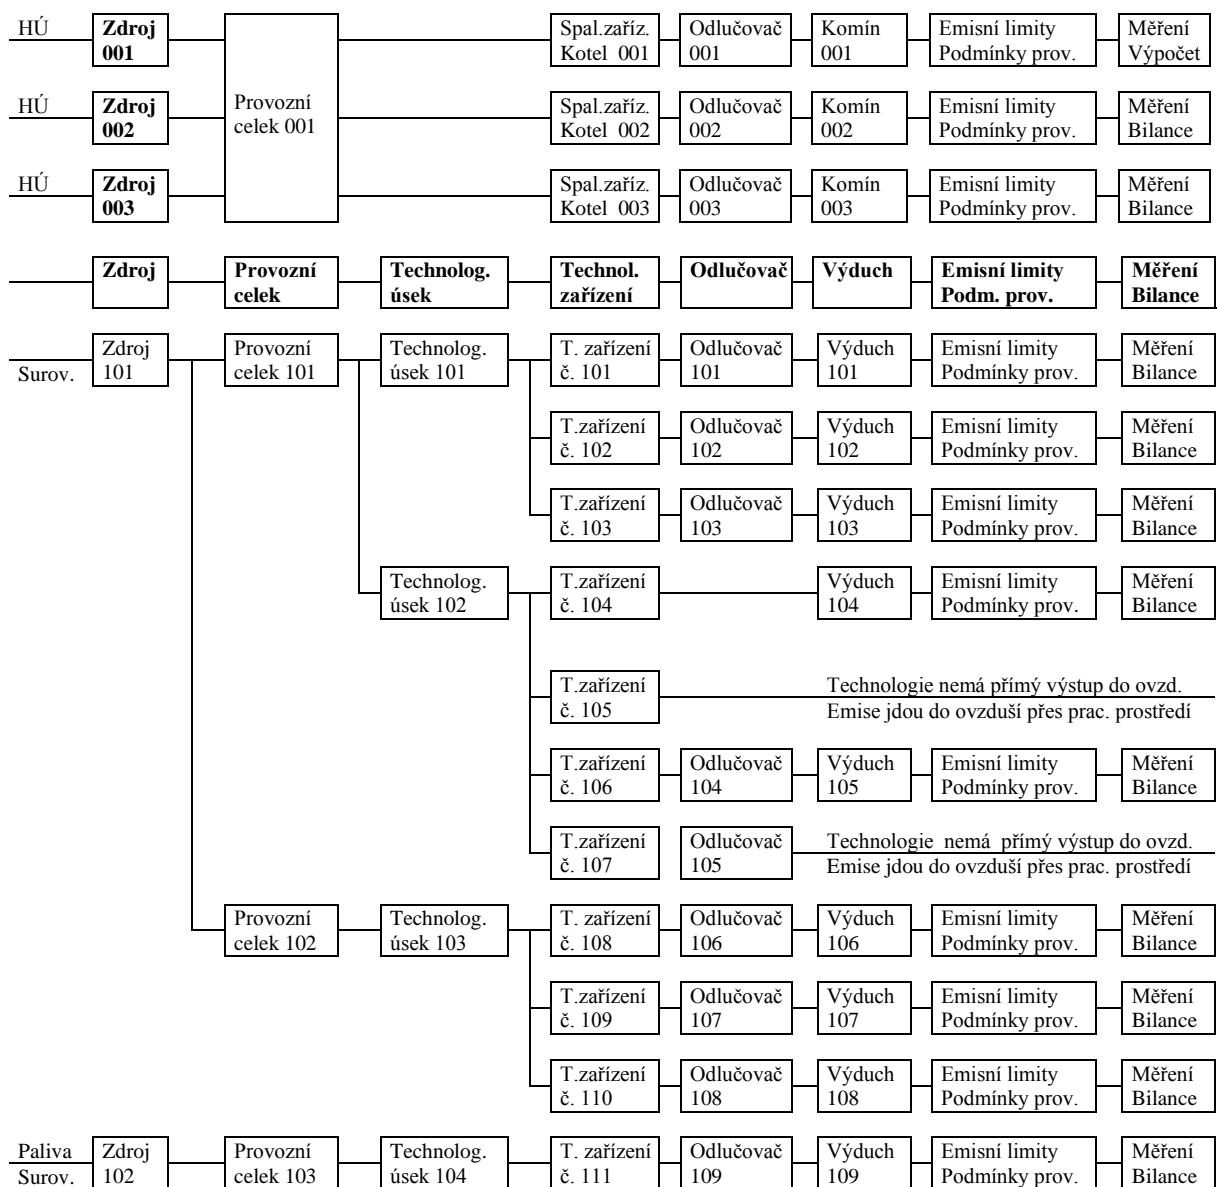 HÚ Zdroj Spal.zaříz. Odlučovač Komín Emisní limity Měření
001 Kotel 001 001 001 Podmínky prov. Výpočet
HÚ Zdroj Provozní Spal.zaříz. Odlučovač Komín Emisní limity Měření
002 celek 001 Kotel 002 002 002 Podmínky prov. Bilance
HÚ Zdroj Spal.zaříz. Odlučovač Komín Emisní limity Měření
003 Kotel 003 003 003 Podmínky prov. Bilance
Zdroj Provozní Technolog. Technol. Odlučovač Výduch Emisní limity Měření
celek úsek zařízení Podm. prov. Bilance
Zdroj Provozní Technolog. T. zařízení Odlučovač Výduch Emisní limity Měření
Surov. 101 celek 101 úsek 101 č. 101 101 101 Podmínky prov. Bilance
T.zařízení Odlučovač Výduch Emisní limity Měření
č. 102 102 102 Podmínky prov. Bilance
T.zařízení Odlučovač Výduch Emisní limity Měření
č. 103 103 103 Podmínky prov. Bilance
Technolog. T.zařízení Výduch Emisní limity Měření
úsek 102 č. 104 104 Podmínky prov. Bilance
T.zařízení Technologie nemá přímý výstup do ovzd.
č. 105 Emise jdou do ovzduší přes prac. prostředí
T.zařízení Odlučovač Výduch Emisní limity Měření
č. 106 104 105 Podmínky prov. Bilance
T.zařízení Odlučovač Technologie nemá přímý výstup do ovzd.
č. 107 105 Emise jdou do ovzduší přes prac. prostředí
Provozní Technolog. T. zařízení Odlučovač Výduch Emisní limity Měření
celek 102 úsek 103 č. 108 106 106 Podmínky prov. Bilance
T.zařízení Odlučovač Výduch Emisní limity Měření
č. 109 107 107 Podmínky prov. Bilance
T.zařízení Odlučovač Výduch Emisní limity Měření
č. 110 108 108 Podmínky prov. Bilance
Paliva Zdroj Provozní Technolog. T. zařízení Odlučovač Výduch Emisní limity Měření
Surov. 102 celek 103 úsek 104 č. 111 109 109 Podmínky prov. Bilance